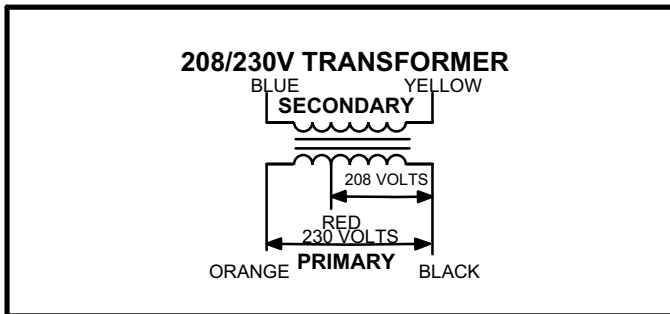 208/230V TRANSFORMER
BLUE YELLOW
SECONDARY
208 VOLTS
RED
230 VOLTS
PRIMARY
ORANGE BLACK